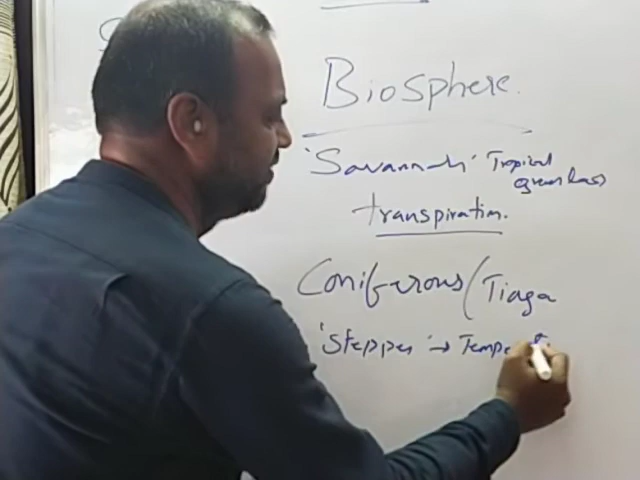 Biosphere.
'Savannah' Tropical
grasslands
transpiration.
Coniferous (Tiaga
'Steppes' → Tempe